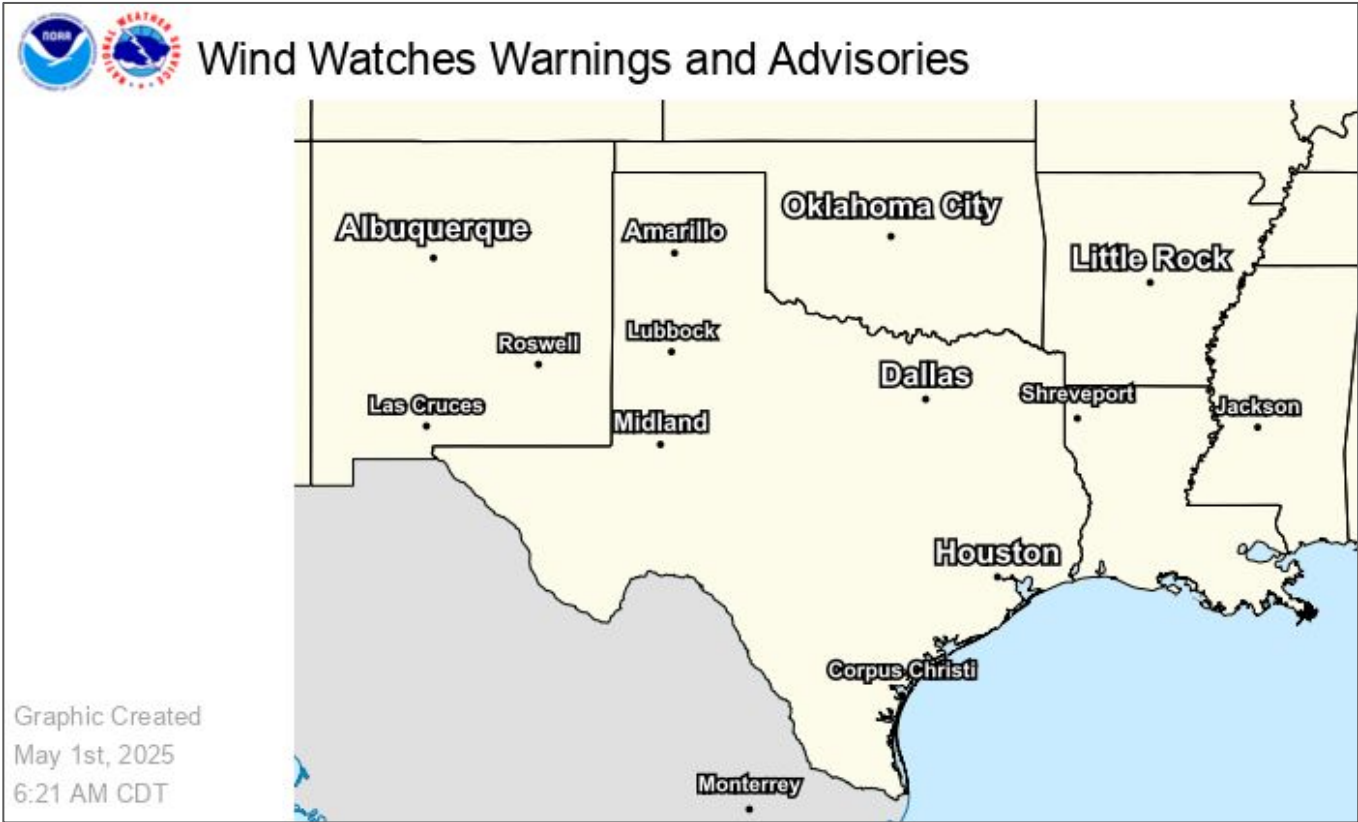 NOAA
NATIONAL WEATHER SERVICE
Wind Watches Warnings and Advisories
Oklahoma City
Albuquerque
Amarillo
Little Rock
Lubbock
Roswell
Dallas
Shreveport
Las Cruces
Jackson
Midland
Houston
Corpus Christi
Monterrey
Graphic Created
May 1st, 2025
6:21 AM CDT